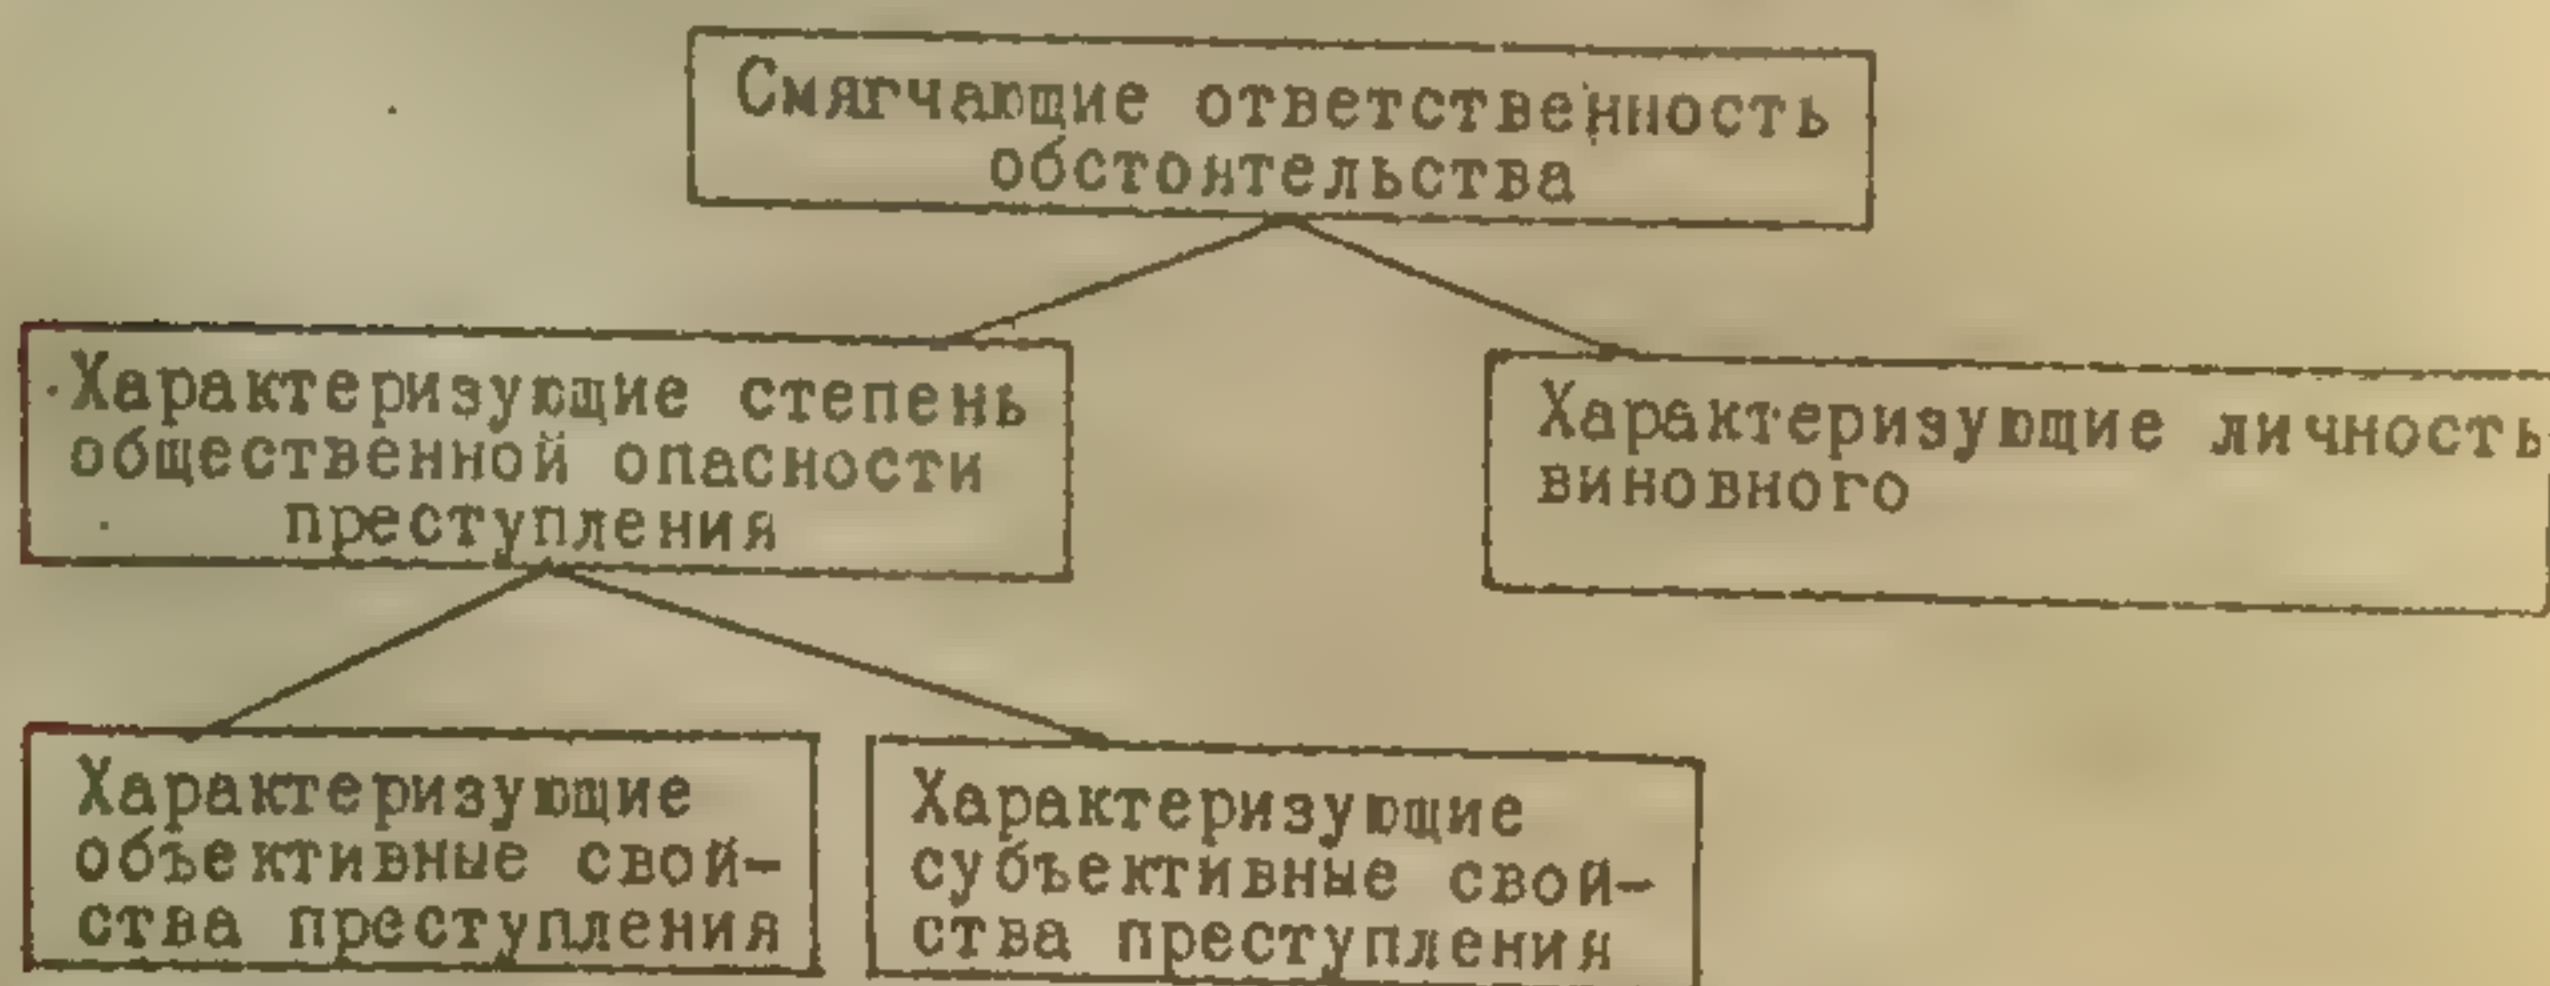 Смягчающие ответственность
обстоятельства
Характеризующие степень
общественной опасности
преступления
Характеризующие личность
виновного
Характеризующие
объективные свой-
ства преступления
Характеризующие
субъективные свой-
ства преступления